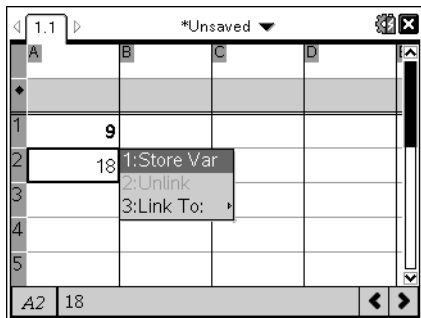 1.1 *Unsaved
A B C D E
1 9
2 18 1:Store Var
2:Unlink
3 3:Link To:
4
5
A2 18